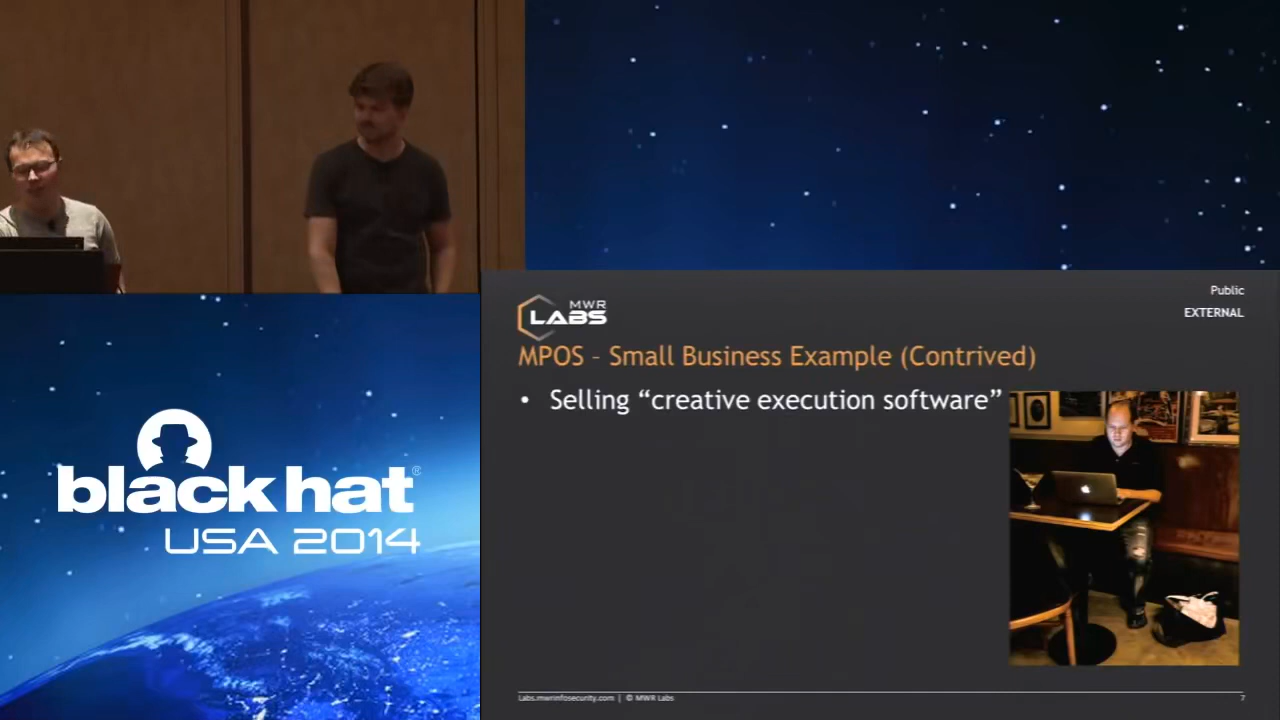 MWR
LABS
Public
EXTERNAL
MPOS - Small Business Example (Contrived)
• Selling “creative execution software”
black hat®
USA 2014
Labs.mwrinfosecurity.com | © MWR Labs
7